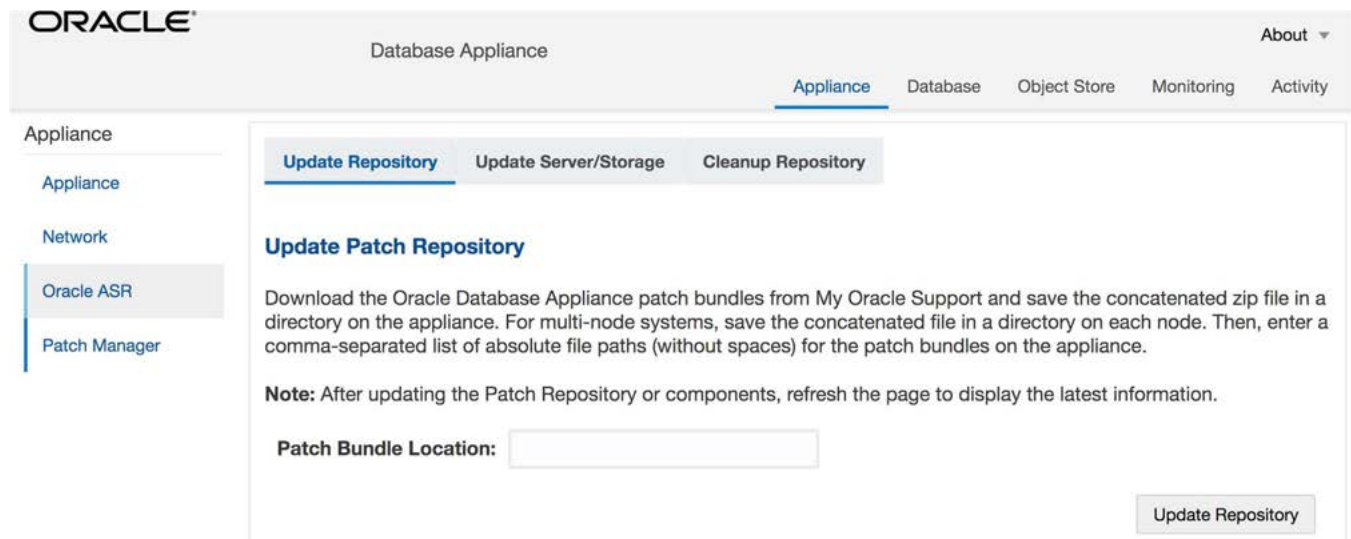 ORACLE
Database Appliance
About
Appliance Database Object Store Monitoring Activity
Appliance
Appliance
Network
Oracle ASR
Patch Manager
Update Repository Update Server/Storage Cleanup Repository
Update Patch Repository
Download the Oracle Database Appliance patch bundles from My Oracle Support and save the concatenated zip file in a
directory on the appliance. For multi-node systems, save the concatenated file in a directory on each node. Then, enter a
comma-separated list of absolute file paths (without spaces) for the patch bundles on the appliance.
Note: After updating the Patch Repository or components, refresh the page to display the latest information.
Patch Bundle Location:
Update Repository